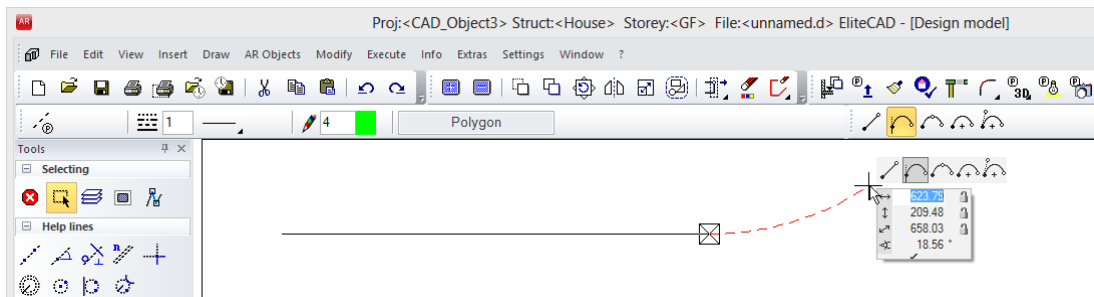 AR Proj:<CAD_Object3> Struct:<House> Storey:<GF> File:<unnamed.d> EliteCAD - [Design model]
File Edit View Insert Draw AR Objects Modify Execute Info Extras Settings Window ?
1 4 Polygon
Tools
Selecting
Help lines
n
P
P
3D
P
P
P
623.79
209.48
658.03
18.56 °